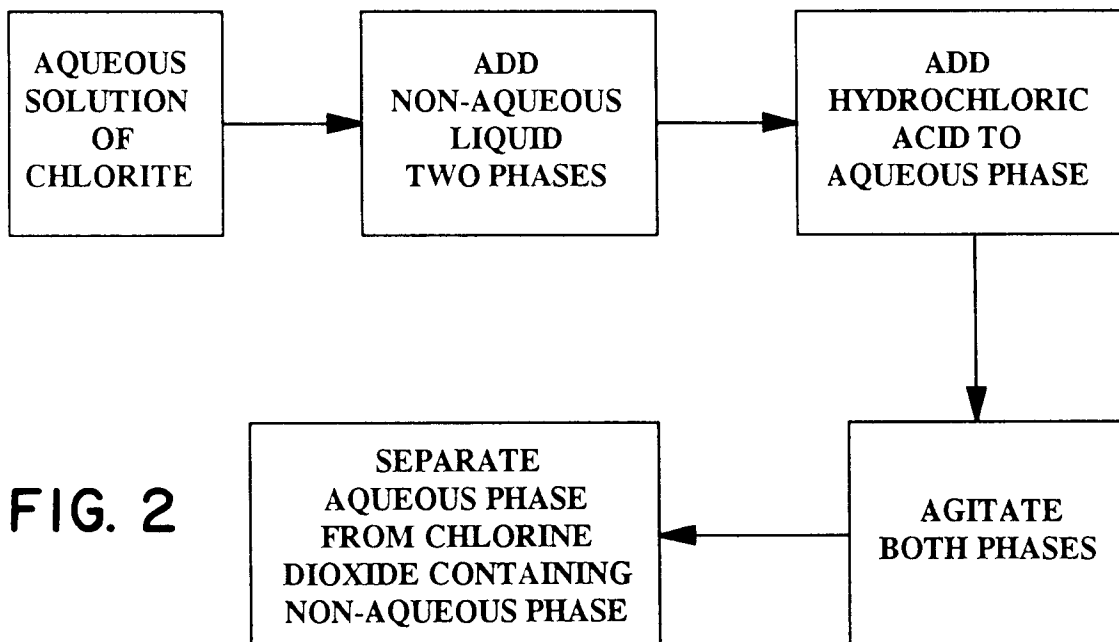 AQUEOUS
SOLUTION
OF
CHLORITE
ADD
NON-AQUEOUS
LIQUID
TWO PHASES
ADD
HYDROCHLORIC
ACID TO
AQUEOUS PHASE
AGITATE
BOTH PHASES
SEPARATE
AQUEOUS PHASE
FROM CHLORINE
DIOXIDE CONTAINING
NON-AQUEOUS PHASE
FIG. 2